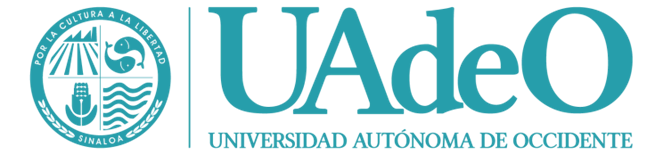 POR LA CULTURA A LA LIBERTAD
SINALOA
UAdeO
UNIVERSIDAD AUTÓNOMA DE OCCIDENTE